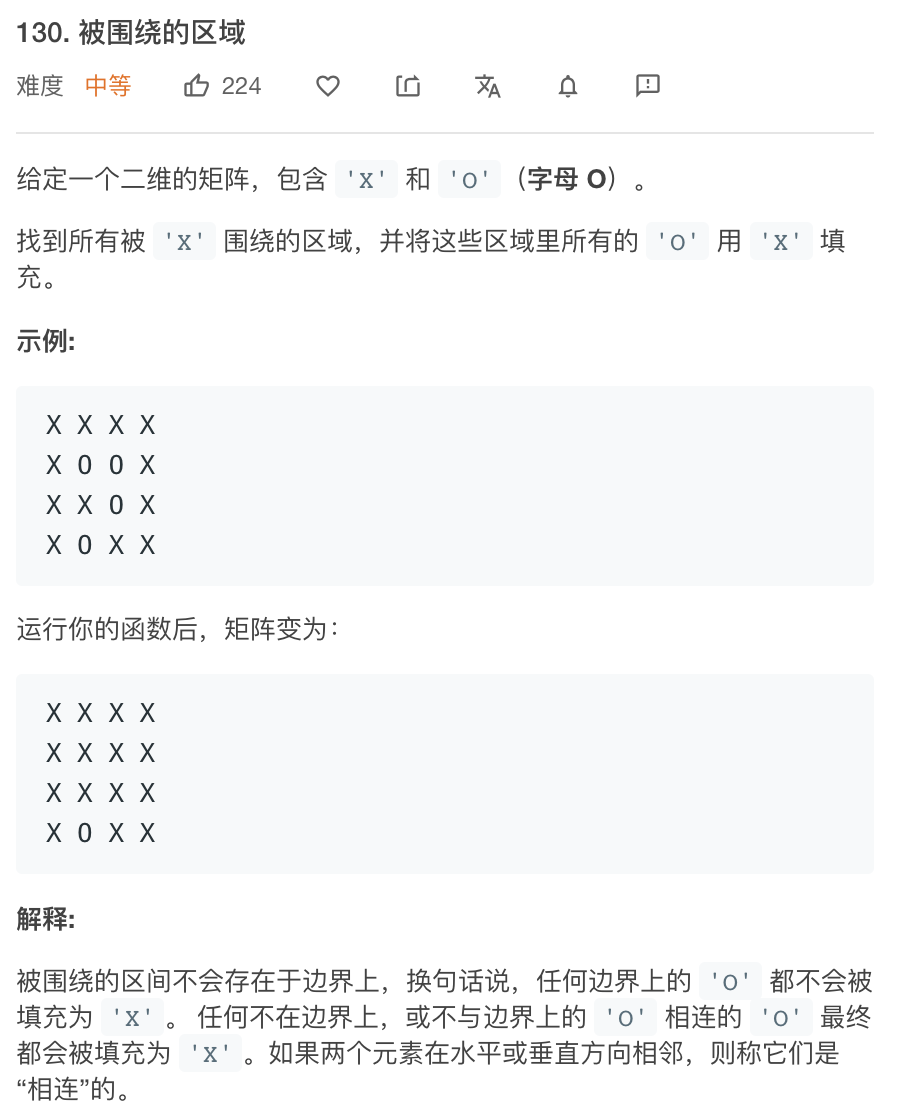 130. 被围绕的区域
难度 中等 224
给定一个二维的矩阵，包含 'X' 和 'O'（字母 O）。
找到所有被 'X' 围绕的区域，并将这些区域里所有的 'O' 用 'X' 填
充。
示例:
X X X X
X O O X
X X O X
X O X X
运行你的函数后，矩阵变为：
X X X X
X X X X
X X X X
X O X X
解释:
被围绕的区间不会存在于边界上，换句话说，任何边界上的 'O' 都不会被
填充为 'X'。 任何不在边界上，或不与边界上的 'O' 相连的 'O' 最终
都会被填充为 'X'。如果两个元素在水平或垂直方向相邻，则称它们是
“相连”的。